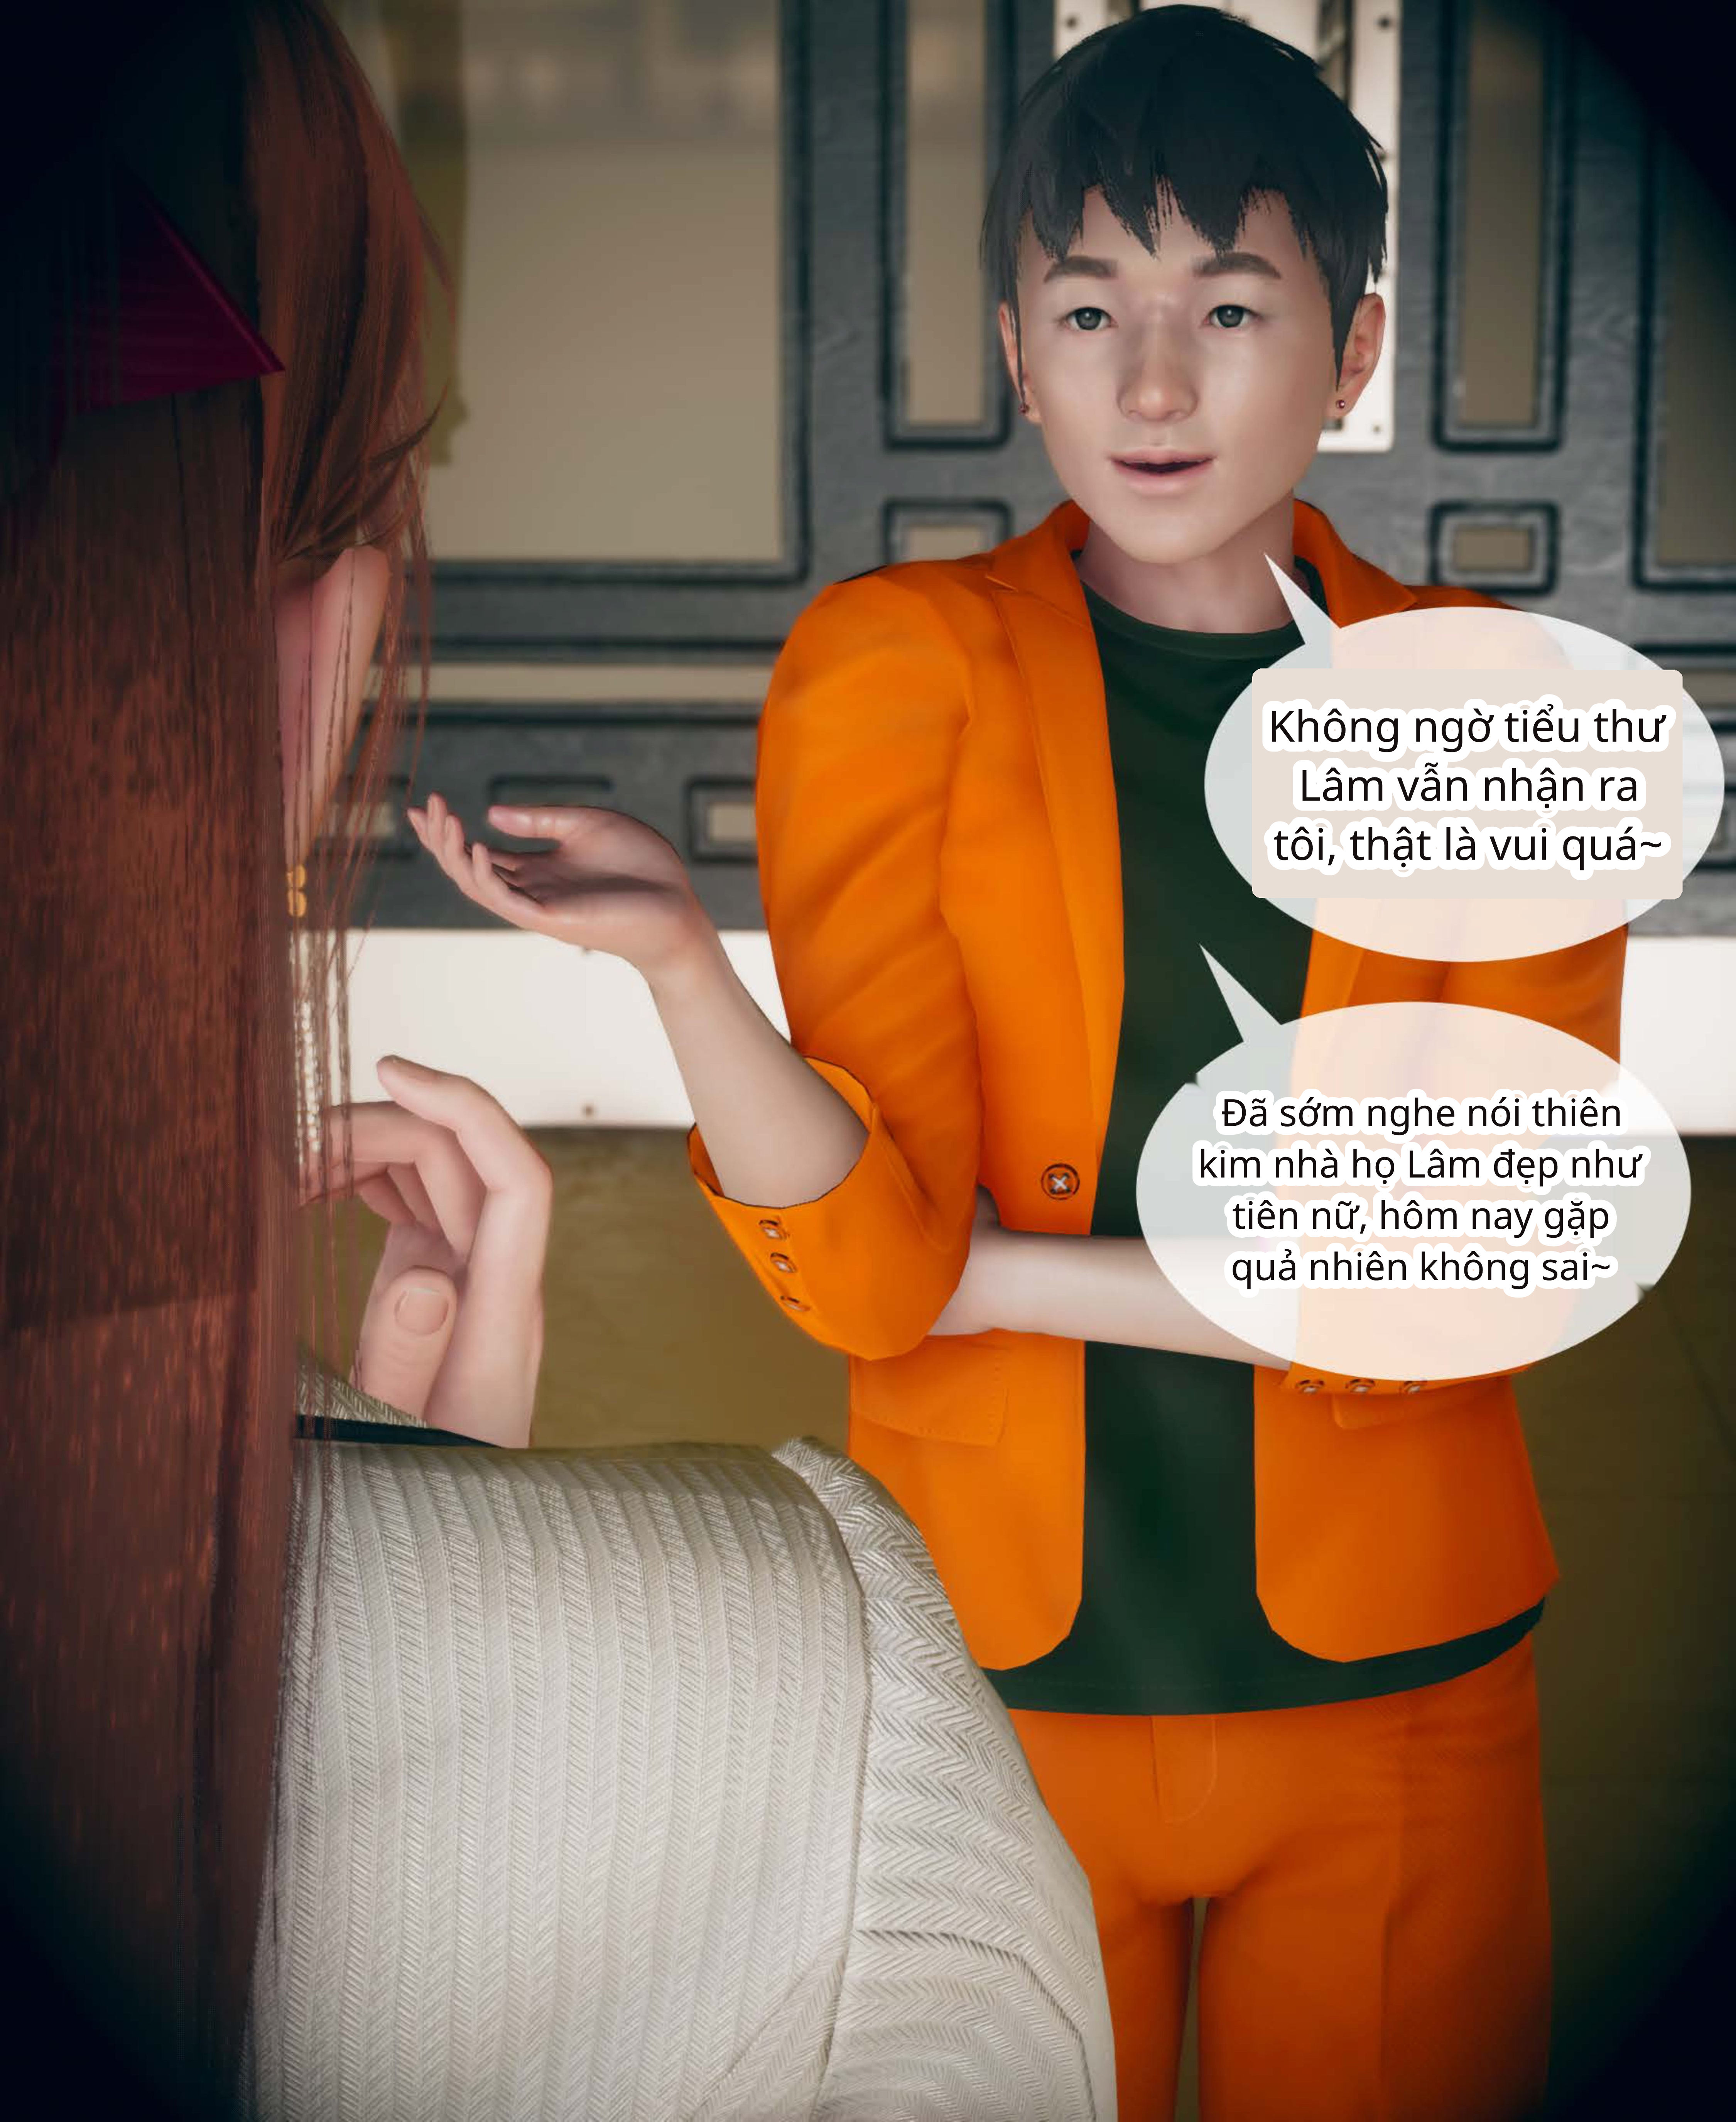 Không ngờ tiểu thư
Lâm vẫn nhận ra
tôi, thật là vui quá~
Đã sớm nghe nói thiên
kim nhà họ Lâm đẹp như
tiên nữ, hôm nay gặp
quả nhiên không sai~